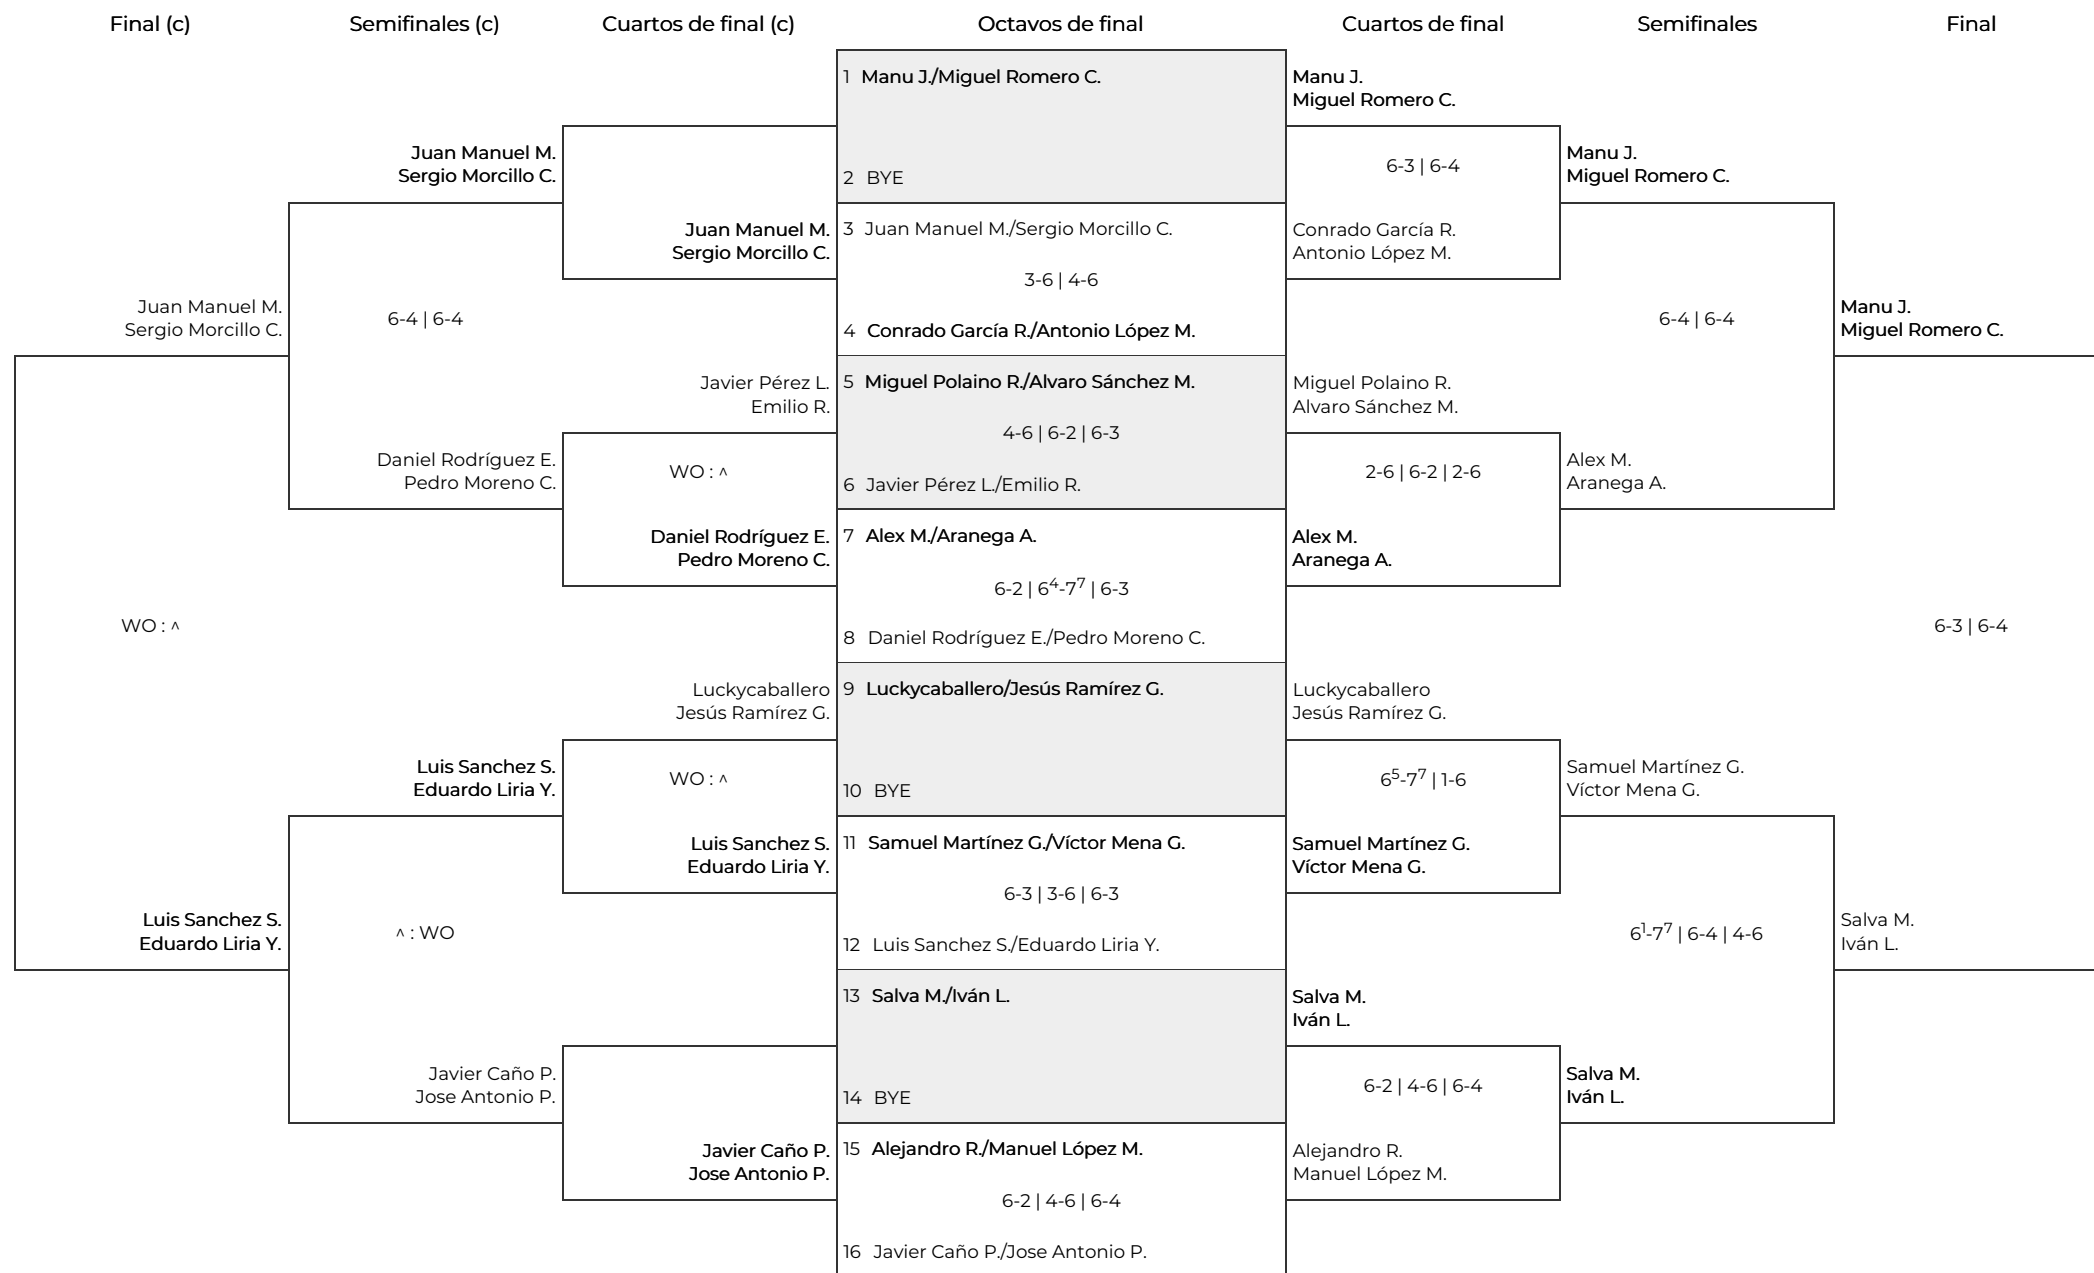 Final (c)
Semifinales (c)
Cuartos de final (c)
Octavos de final
Cuartos de final
Semifinales
Final
Juan Manuel M.
Sergio Morcillo C.
WO : ^
Luis Sanchez S.
Eduardo Liria Y.
Juan Manuel M.
Sergio Morcillo C.
6-4 | 6-4
Daniel Rodríguez E.
Pedro Moreno C.
Luis Sanchez S.
Eduardo Liria Y.
^ : WO
Javier Caño P.
Jose Antonio P.
Juan Manuel M.
Sergio Morcillo C.
Javier Pérez L.
Emilio R.
WO : ^
Daniel Rodríguez E.
Pedro Moreno C.
Luckycaballero
Jesús Ramírez G.
WO : ^
Luis Sanchez S.
Eduardo Liria Y.
Javier Caño P.
Jose Antonio P.
1 Manu J./Miguel Romero C.
2 BYE
3 Juan Manuel M./Sergio Morcillo C.
3-6 | 4-6
4 Conrado García R./Antonio López M.
5 Miguel Polaino R./Alvaro Sánchez M.
4-6 | 6-2 | 6-3
6 Javier Pérez L./Emilio R.
7 Alex M./Aranega A.
6-2 | 6⁴-7⁷ | 6-3
8 Daniel Rodríguez E./Pedro Moreno C.
9 Luckycaballero/Jesús Ramírez G.
10 BYE
11 Samuel Martínez G./Víctor Mena G.
6-3 | 3-6 | 6-3
12 Luis Sanchez S./Eduardo Liria Y.
13 Salva M./Iván L.
14 BYE
15 Alejandro R./Manuel López M.
6-2 | 4-6 | 6-4
16 Javier Caño P./Jose Antonio P.
Manu J.
Miguel Romero C.
6-3 | 6-4
Conrado García R.
Antonio López M.
Miguel Polaino R.
Alvaro Sánchez M.
2-6 | 6-2 | 2-6
Alex M.
Aranega A.
Luckycaballero
Jesús Ramírez G.
6⁵-7⁷ | 1-6
Samuel Martínez G.
Víctor Mena G.
Salva M.
Iván L.
6-2 | 4-6 | 6-4
Alejandro R.
Manuel López M.
Manu J.
Miguel Romero C.
6-4 | 6-4
Alex M.
Aranega A.
Samuel Martínez G.
Víctor Mena G.
6¹-7⁷ | 6-4 | 4-6
Salva M.
Iván L.
Manu J.
Miguel Romero C.
6-3 | 6-4
Salva M.
Iván L.